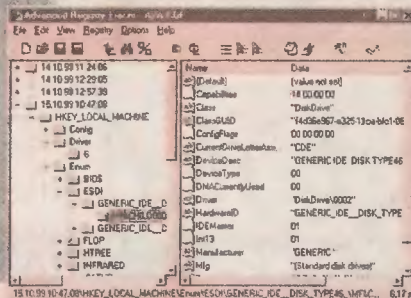 Advanced Registry Tracer -
File Edit View Registry Options Help
14.10.99 11:24:06
14.10.99 12:29:05
14.10.99 12:57:39
15.10.99 10:47:09
HKEY_LOCAL_MACHINE
Config
Driver
6
Enum
BIOS
ESDI
GENERIC_IDE__D
GENERIC_IDE__D
FLOP
HTREE
INFRARED
Name Data
(Default) (value not set)
Capabilities 14 00 00 00
Class "DiskDrive"
ClassGUID
ConfigFlags 00 00 00 00
CurrentDriveLetterAssi... "CDE"
DeviceDesc "GENERIC IDE DISK TYPE46
DeviceType 00
DMACurrentlyUsed 00
Driver "DiskDrive\0002"
HardwareID "GENERIC_IDE__DISK_TYPE
IDEMaster 01
Int13 01
Manufacturer "GENERIC "
Mfg "(Standard disk drives)"
15.10.99 10:47:09\HKEY_LOCAL_MACHINE\Enum\ESDI\GENERIC_IDE__DISK_TYPE46_\MFLC...